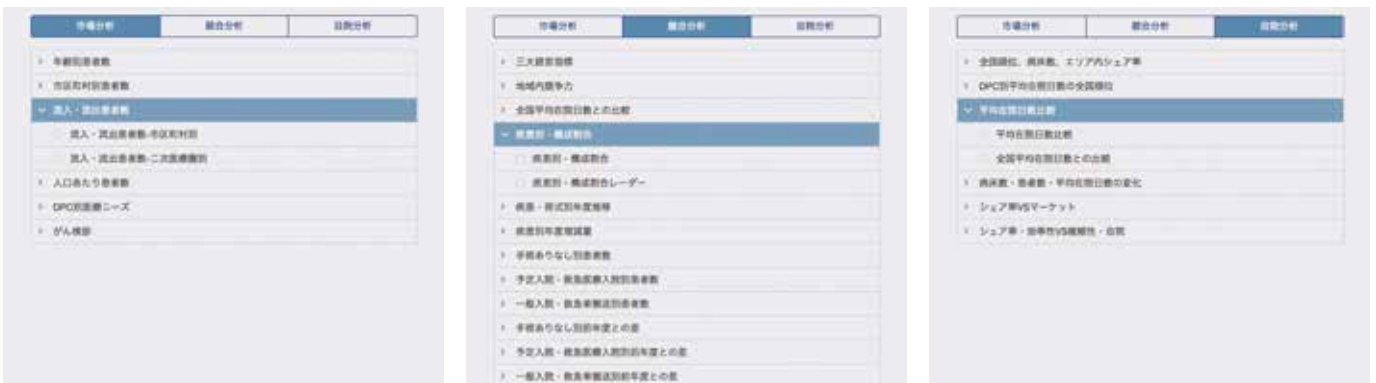 市場分析 競合分析 自院分析
年齢別患者数
市区町村別患者数
流入・流出患者数
流入・流出患者数-市区町村別
流入・流出患者数-二次医療圏別
人口あたり患者数
DPC別医療ニーズ
がん検診
市場分析 競合分析 自院分析
三大経営指標
地域内競争力
全国平均在院日数との比較
疾患別・構成割合
疾患別・構成割合
疾患別・構成割合レーダー
疾患・術式別年度推移
疾患別年度増減量
手術ありなし別患者数
予定入院・救急医療入院別患者数
一般入院・救急車搬送別患者数
手術ありなし別前年度との差
予定入院・救急医療入院別前年度との差
一般入院・救急車搬送別前年度との差
市場分析 競合分析 自院分析
全国順位、病床数、エリア内シェア率
DPC別平均在院日数の全国順位
平均在院日数比較
平均在院日数比較
全国平均在院日数との比較
病床数・患者数・平均在院日数の変化
シェア率VSマーケット
シェア率・効率性VS複雑性・自院